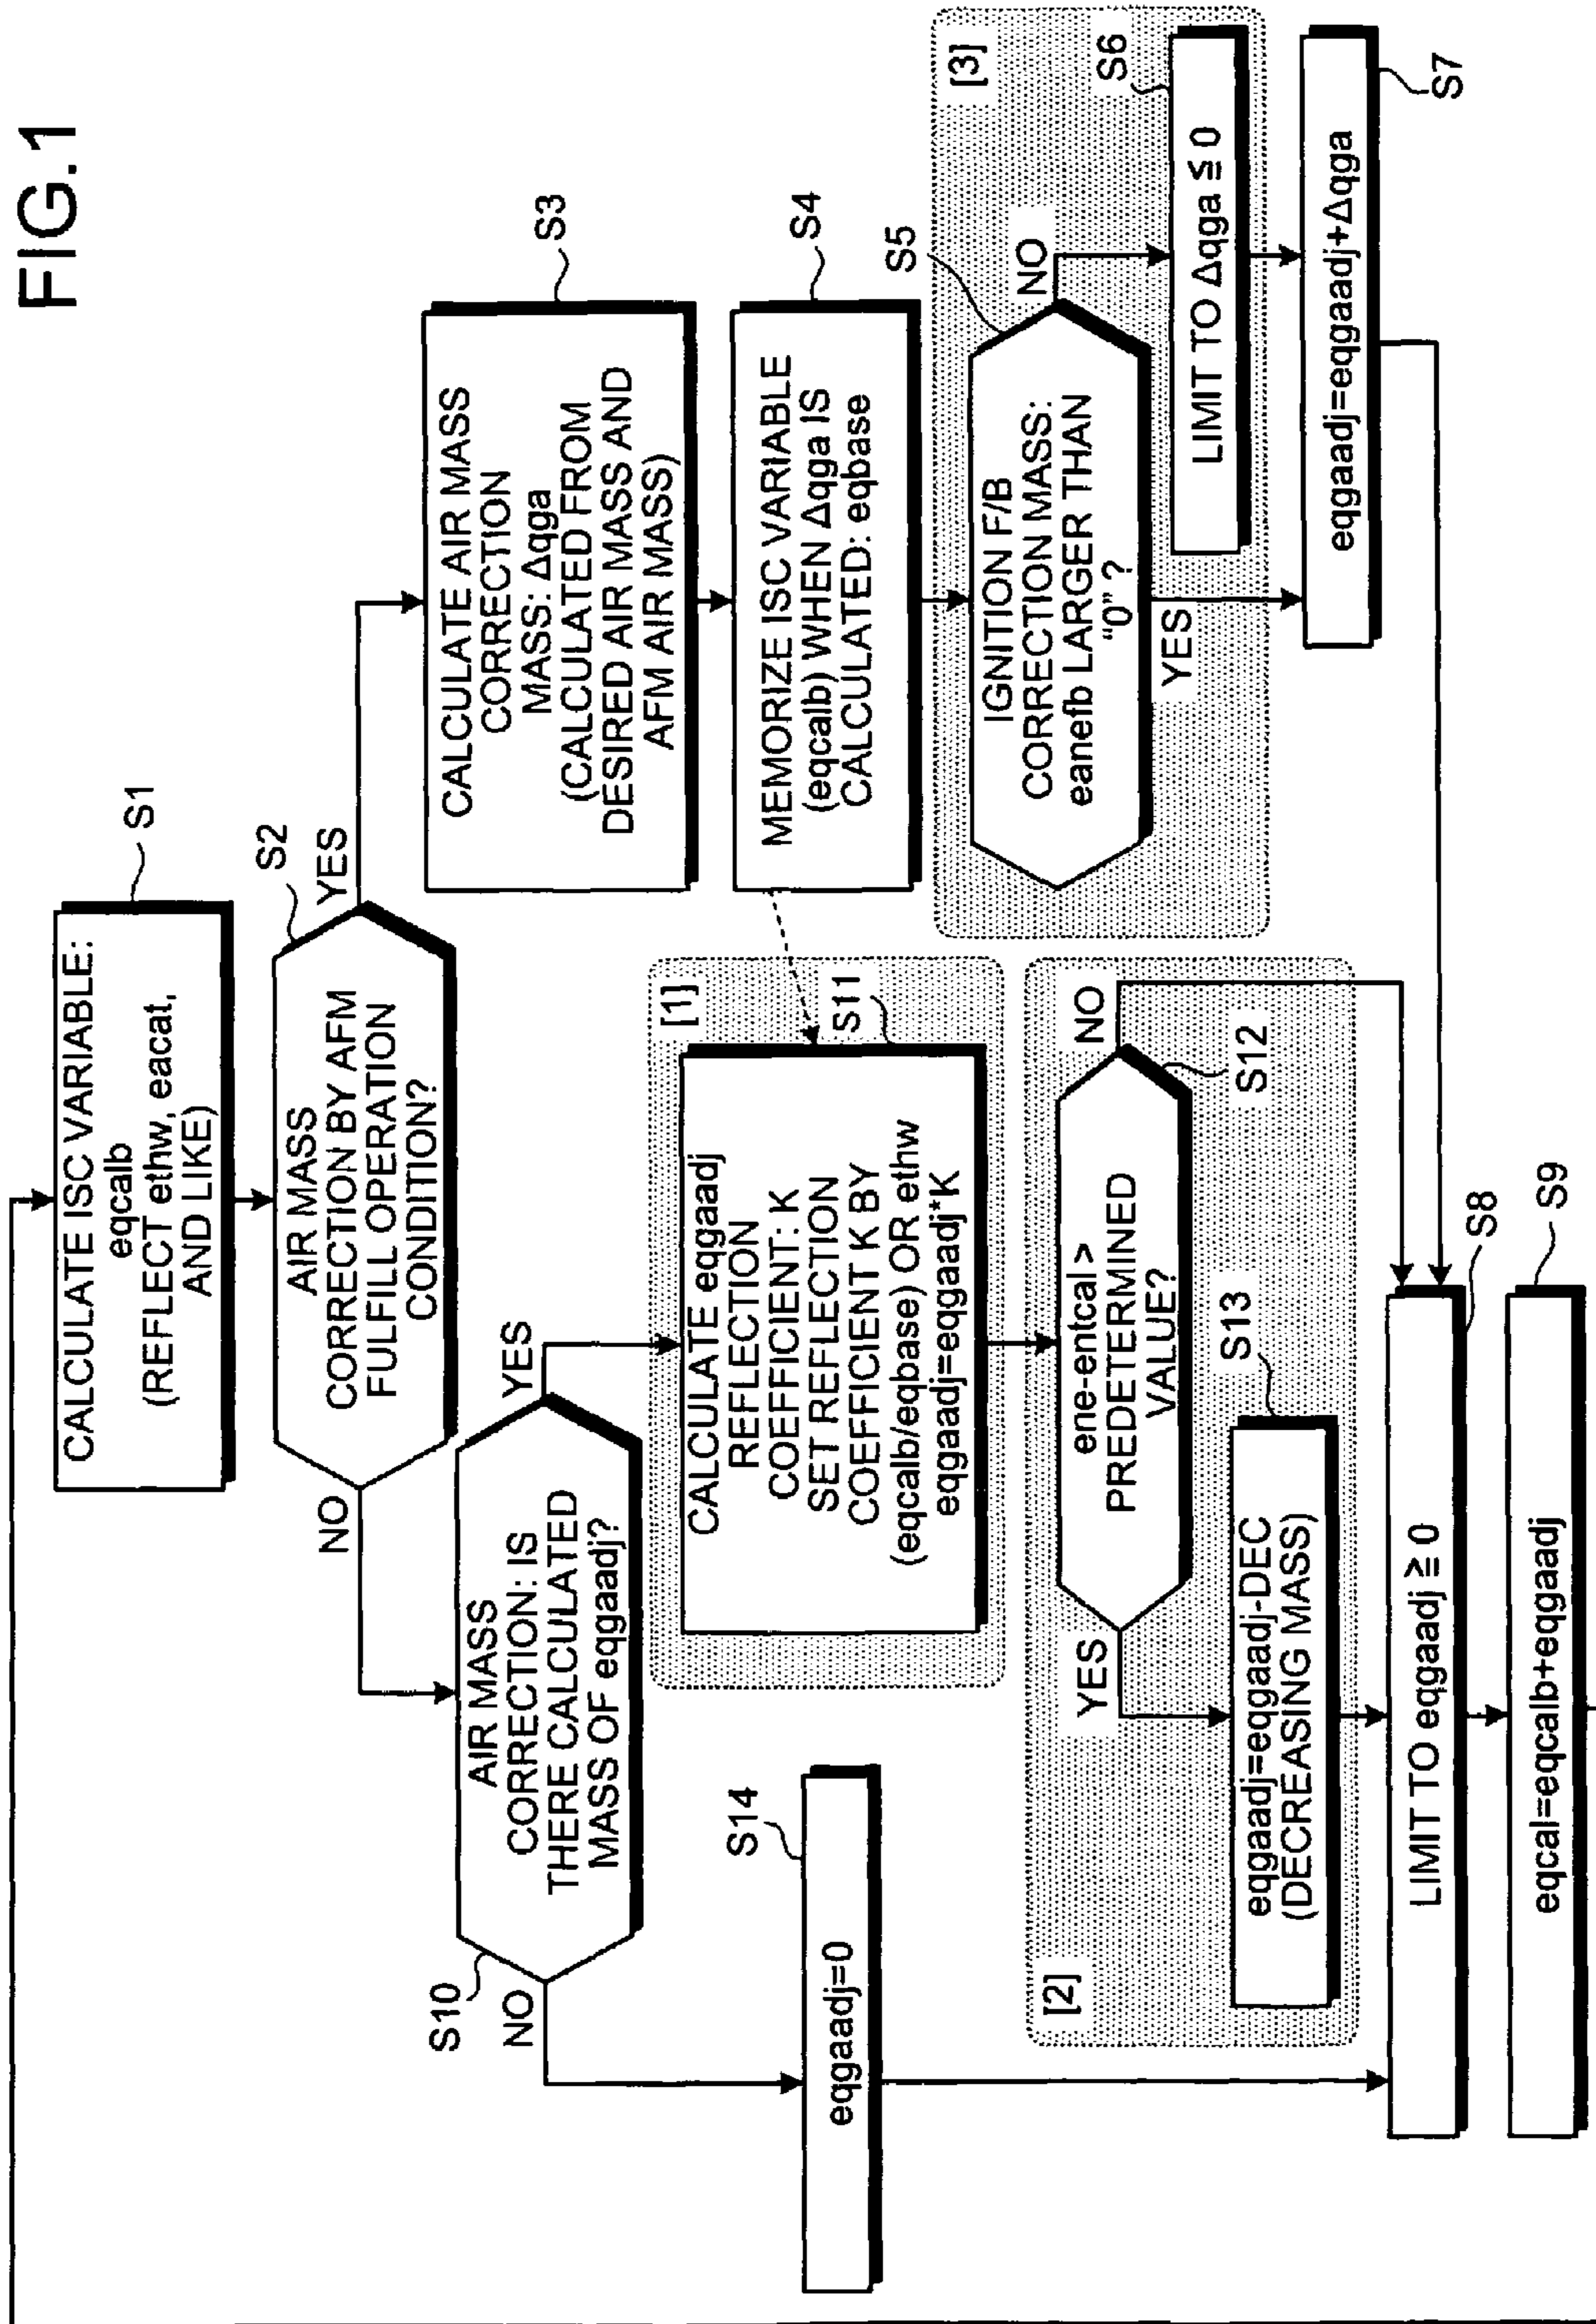 FIG.1
CALCULATE ISC VARIABLE:
eqcalb
(REFLECT ethw, eacat,
AND LIKE)
S1
S2
AIR MASS
CORRECTION BY AFM
FULFILL OPERATION
CONDITION?
YES
NO
CALCULATE AIR MASS
CORRECTION
MASS: Δqga
(CALCULATED FROM
DESIRED AIR MASS AND
AFM AIR MASS)
S3
MEMORIZE ISC VARIABLE
(eqcalb) WHEN Δqga IS
CALCULATED: eqbase
S4
[3]
S5
IGNITION F/B
CORRECTION MASS:
eanefb LARGER THAN
"0" ?
NO
YES
S6
LIMIT TO Δqga ≦ 0
eqgaadj=eqgaadj+Δqga
S7
S10
AIR MASS
CORRECTION: IS
THERE CALCULATED
MASS OF eqgaadj?
YES
NO
[1]
CALCULATE eqgaadj
REFLECTION
COEFFICIENT: K
SET REFLECTION
COEFFICIENT K BY
(eqcalb/eqbase) OR ethw
eqgaadj=eqgaadj*K
S11
[2]
ene-entcal >
PREDETERMINED
VALUE?
S12
NO
YES
S13
eqgaadj=eqgaadj-DEC
(DECREASING MASS)
S14
eqgaadj=0
LIMIT TO eqgaadj ≧ 0
S8
eqcal=eqcalb+eqgaadj
S9